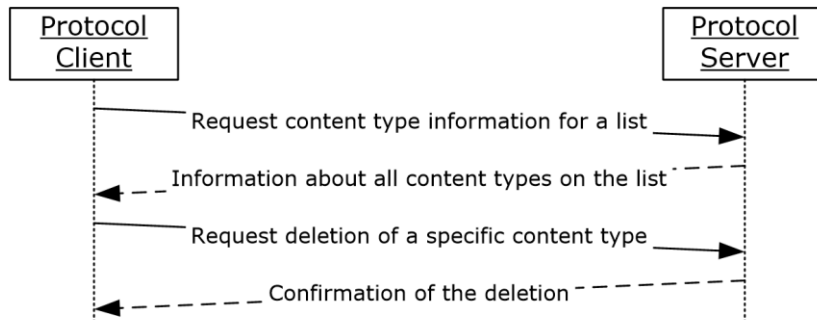 Protocol
Client
Protocol
Server
Request content type information for a list
Information about all content types on the list
Request deletion of a specific content type
Confirmation of the deletion